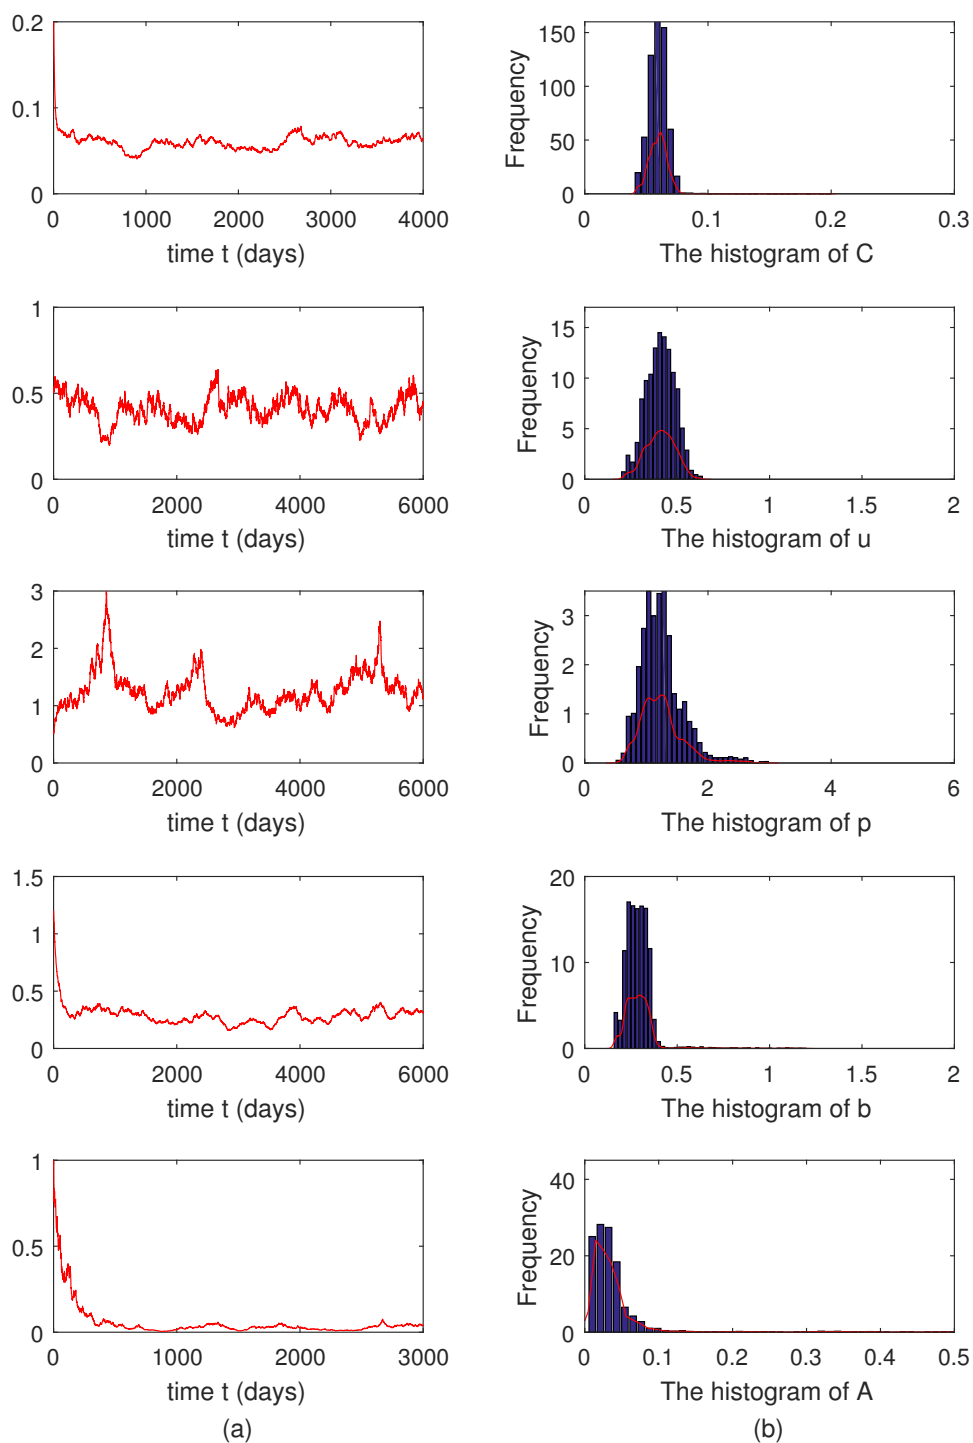 0.2
0.1
0
0 1000 2000 3000 4000
time t (days)
150
100
50
0
Frequency
0 0.1 0.2 0.3
The histogram of C
1
0.5
0
0 2000 4000 6000
time t (days)
15
10
5
0
Frequency
0 0.5 1 1.5 2
The histogram of u
3
2
1
0
0 2000 4000 6000
time t (days)
3
2
1
0
Frequency
0 2 4 6
The histogram of p
1.5
1
0.5
0
0 2000 4000 6000
time t (days)
20
10
0
Frequency
0 0.5 1 1.5 2
The histogram of b
1
0.5
0
0 1000 2000 3000
time t (days)
(a)
40
20
0
Frequency
0 0.1 0.2 0.3 0.4 0.5
The histogram of A
(b)